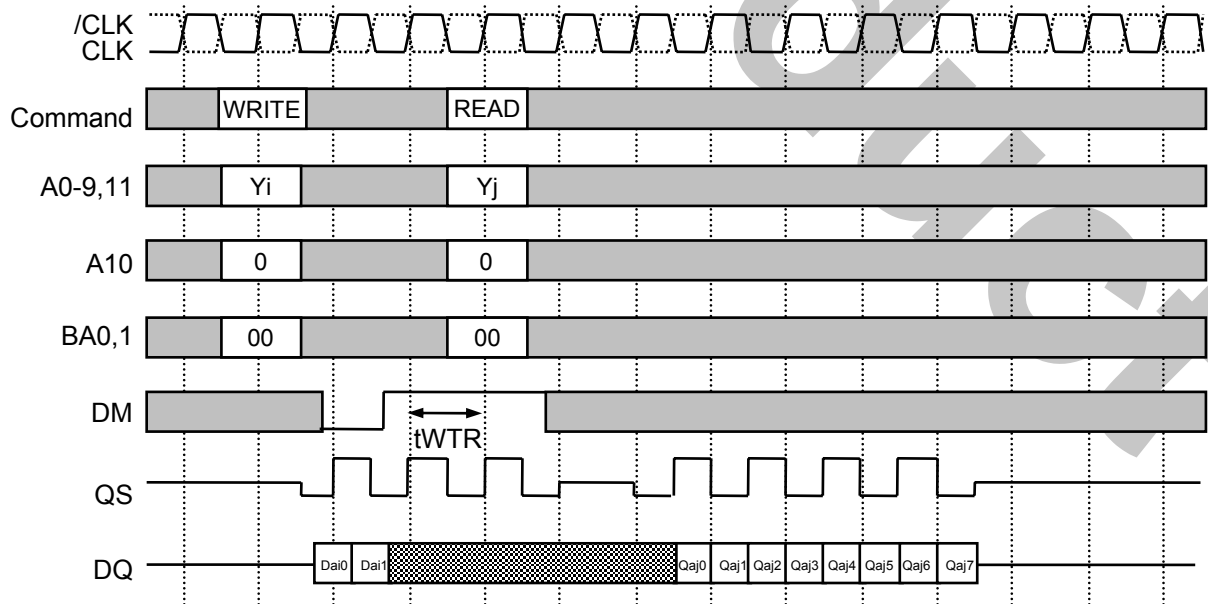 /CLK
CLK
Command WRITE READ
A0-9,11 Yi Yj
A10 0 0
BA0,1 00 00
DM
tWTR
QS
DQ Dai0 Dai1 Qaj0 Qaj1 Qaj2 Qaj3 Qaj4 Qaj5 Qaj6 Qaj7